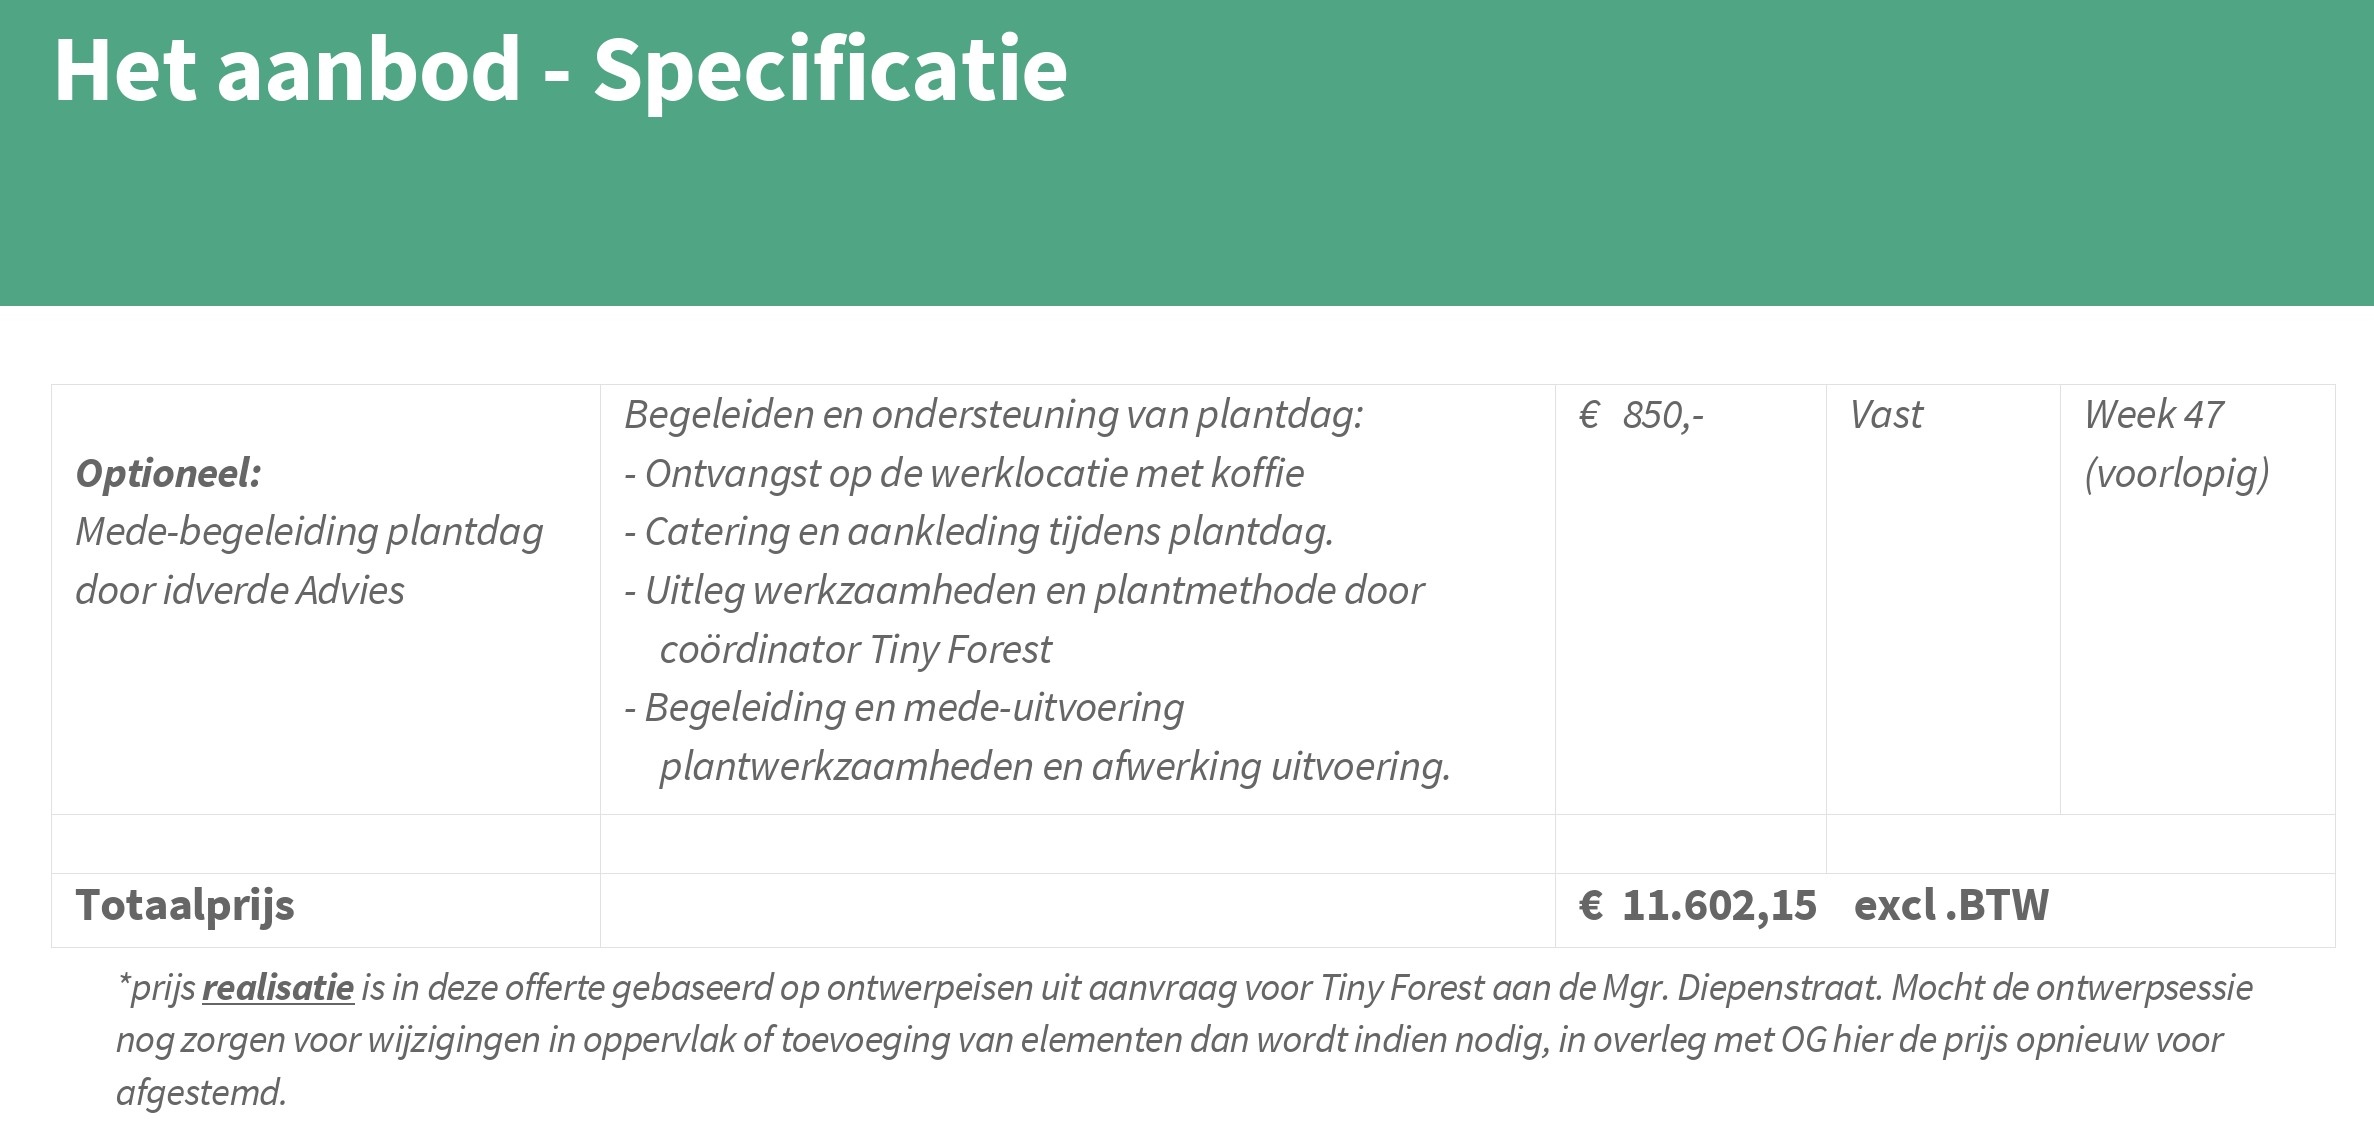 Het aanbod - Specificatie
Optioneel:
Mede-begeleiding plantdag
door idverde Advies
Begeleiden en ondersteuning van plantdag:
- Ontvangst op de werklocatie met koffie
- Catering en aankleding tijdens plantdag.
- Uitleg werkzaamheden en plantmethode door
coördinator Tiny Forest
- Begeleiding en mede-uitvoering
plantwerkzaamheden en afwerking uitvoering.
€ 850,-
Vast
Week 47
(voorlopig)
Totaalprijs
€ 11.602,15 excl .BTW
*prijs realisatie is in deze offerte gebaseerd op ontwerpeisen uit aanvraag voor Tiny Forest aan de Mgr. Diepenstraat. Mocht de ontwerpsessie
nog zorgen voor wijzigingen in oppervlak of toevoeging van elementen dan wordt indien nodig, in overleg met OG hier de prijs opnieuw voor
afgestemd.